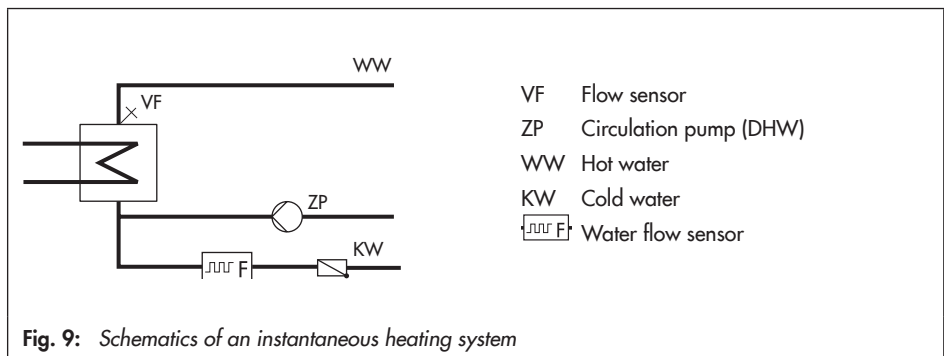 WW
VF
ZP
KW
F
VF Flow sensor
ZP Circulation pump (DHW)
WW Hot water
KW Cold water
F Water flow sensor
Fig. 9: Schematics of an instantaneous heating system